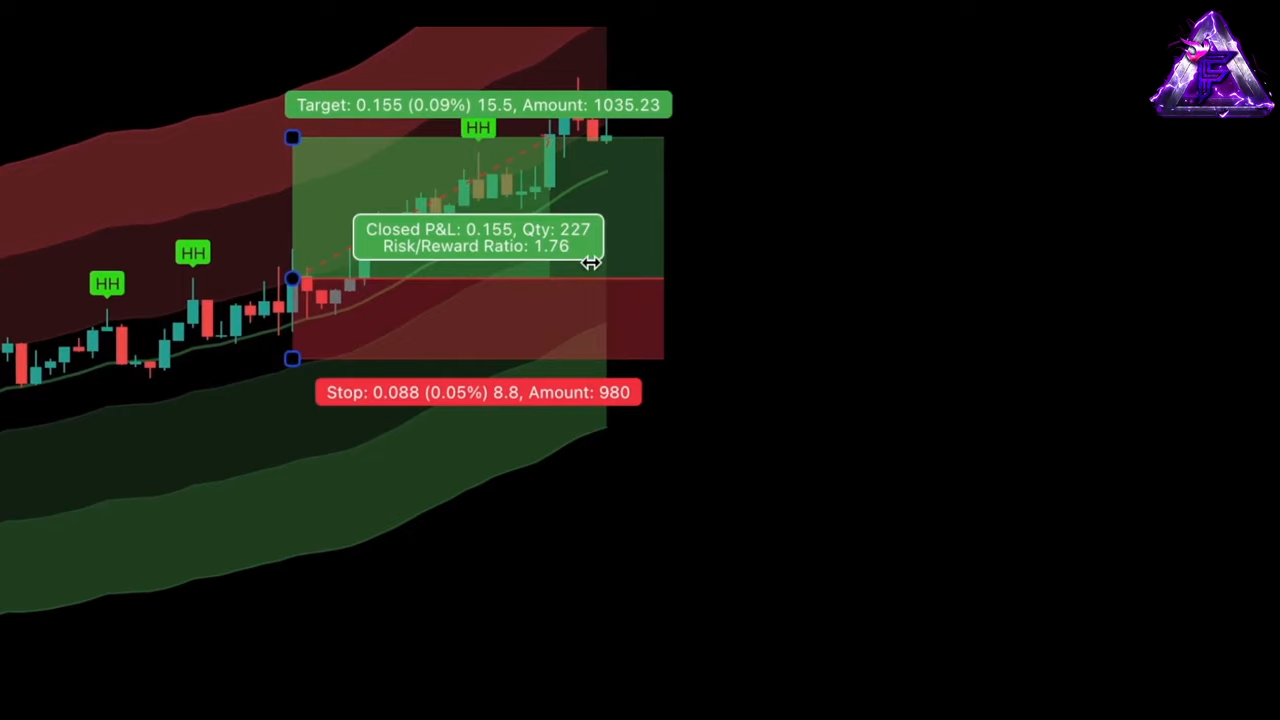 Target: 0.155 (0.09%) 15.5, Amount: 1035.23
HH
Closed P&L: 0.155, Qty: 227
Risk/Reward Ratio: 1.76
HH
HH
Stop: 0.088 (0.05%) 8.8, Amount: 980